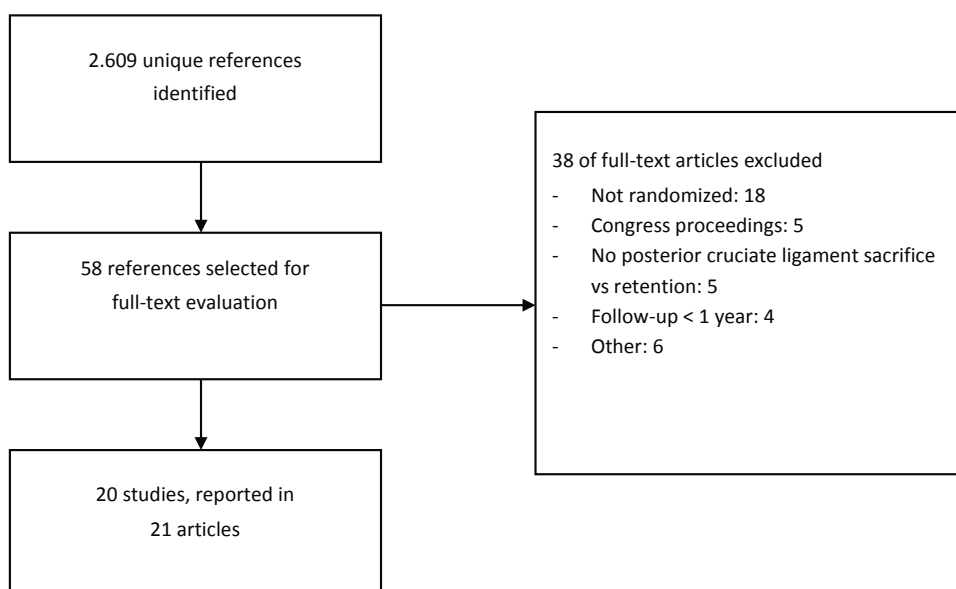 2.609 unique references
identified
58 references selected for
full-text evaluation
38 of full-text articles excluded
- Not randomized: 18
- Congress proceedings: 5
- No posterior cruciate ligament sacrifice
vs retention: 5
- Follow-up < 1 year: 4
- Other: 6
20 studies, reported in
21 articles